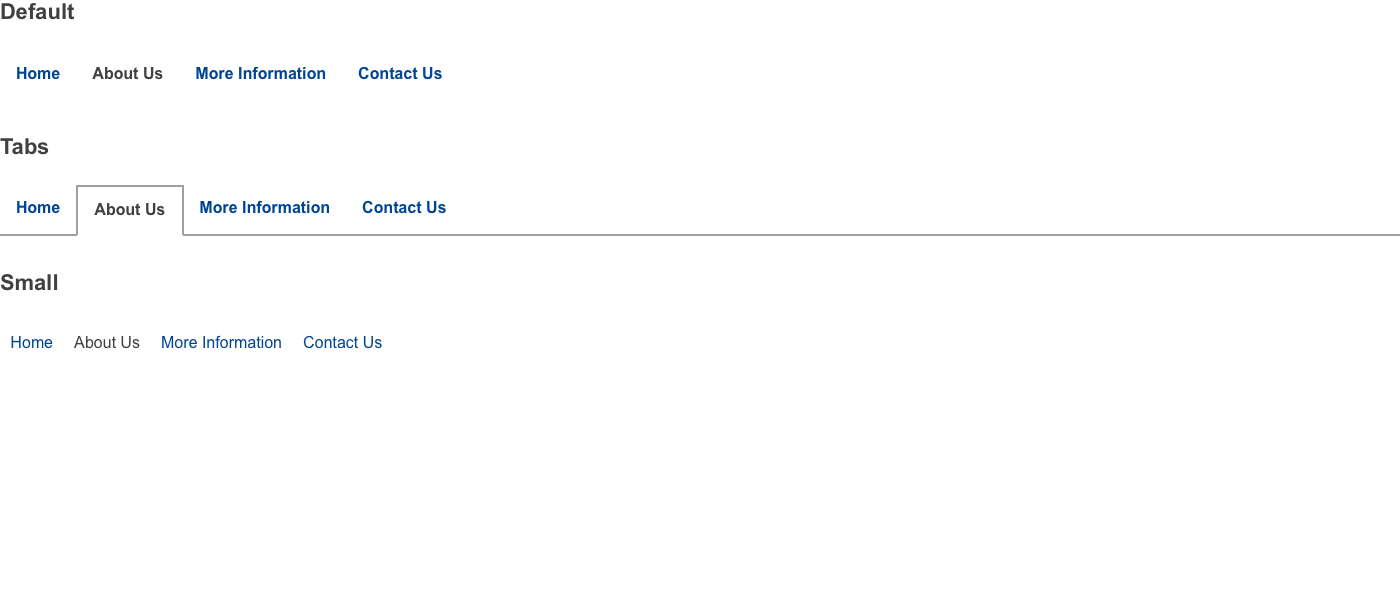 Default
Home About Us More Information Contact Us
Tabs
Home About Us More Information Contact Us
Small
Home About Us More Information Contact Us